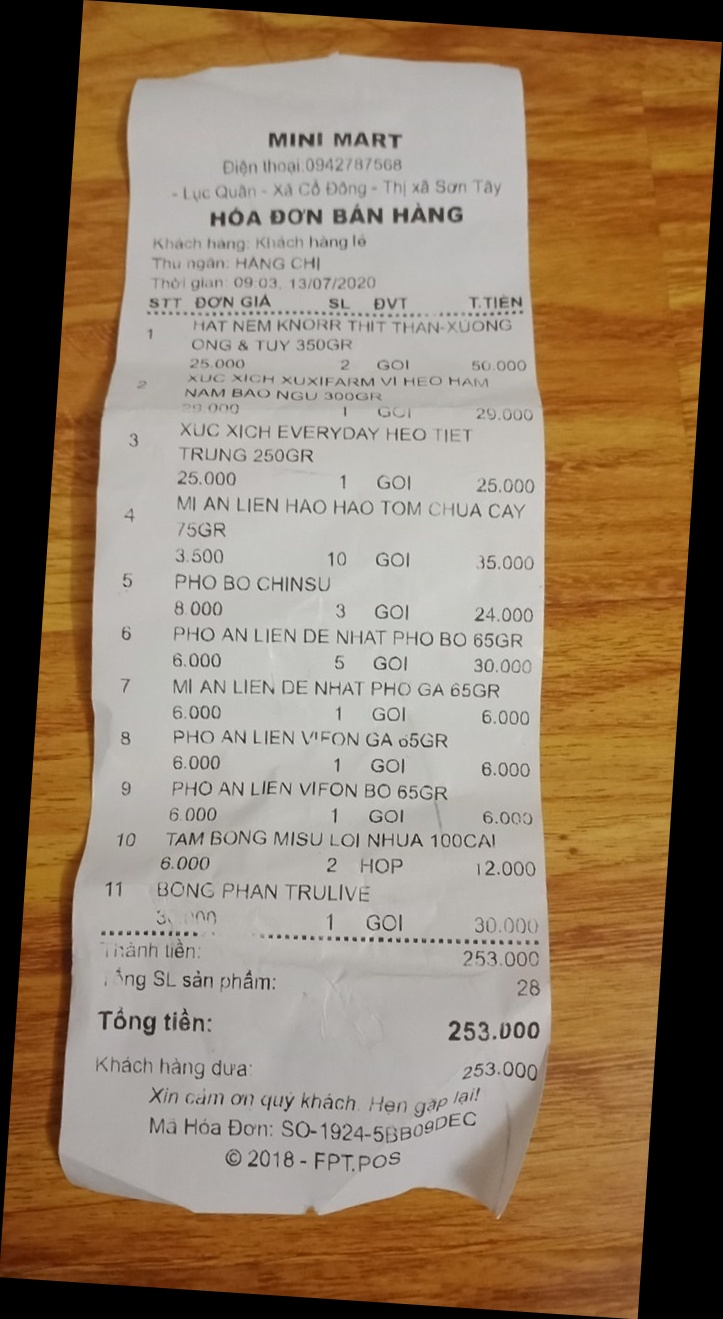 MINI MART
Điện thoại:0942787568
- Lục Quân - Xã Cổ Đông - Thị xã Sơn Tây
HÓA ĐƠN BÁN HÀNG
Khách hàng: Khách hàng lẻ
Thu ngân: HẰNG CHI
Thời gian: 09:03, 13/07/2020
STT ĐƠN GIÁ SL ĐVT T.TIỀN
1 HAT NEM KNORR THIT THAN-XUONG
ONG & TUY 350GR
25.000 2 GOI 50.000
2 XUC XICH XUXIFARM VI HEO HAM
NAM BAO NGU 300GR
29.000 1 GOI 29.000
3 XUC XICH EVERYDAY HEO TIET
TRUNG 250GR
25.000 1 GOI 25.000
4 MI AN LIEN HAO HAO TOM CHUA CAY
75GR
3.500 10 GOI 35.000
5 PHO BO CHINSU
8.000 3 GOI 24.000
6 PHO AN LIEN DE NHAT PHO BO 65GR
6.000 5 GOI 30.000
7 MI AN LIEN DE NHAT PHO GA 65GR
6.000 1 GOI 6.000
8 PHO AN LIEN VIFON GA 65GR
6.000 1 GOI 6.000
9 PHO AN LIEN VIFON BO 65GR
6.000 1 GOI 6.000
10 TAM BONG MISU LOI NHUA 100CAI
6.000 2 HOP 12.000
11 BONG PHAN TRULIVE
30.000 1 GOI 30.000
Thành tiền: 253.000
Tổng SL sản phẩm: 28
Tổng tiền: 253.000
Khách hàng đưa: 253.000
Xin cảm ơn quý khách. Hẹn gặp lại!
Mã Hóa Đơn: SO-1924-5BB09DEC
© 2018 - FPT.POS